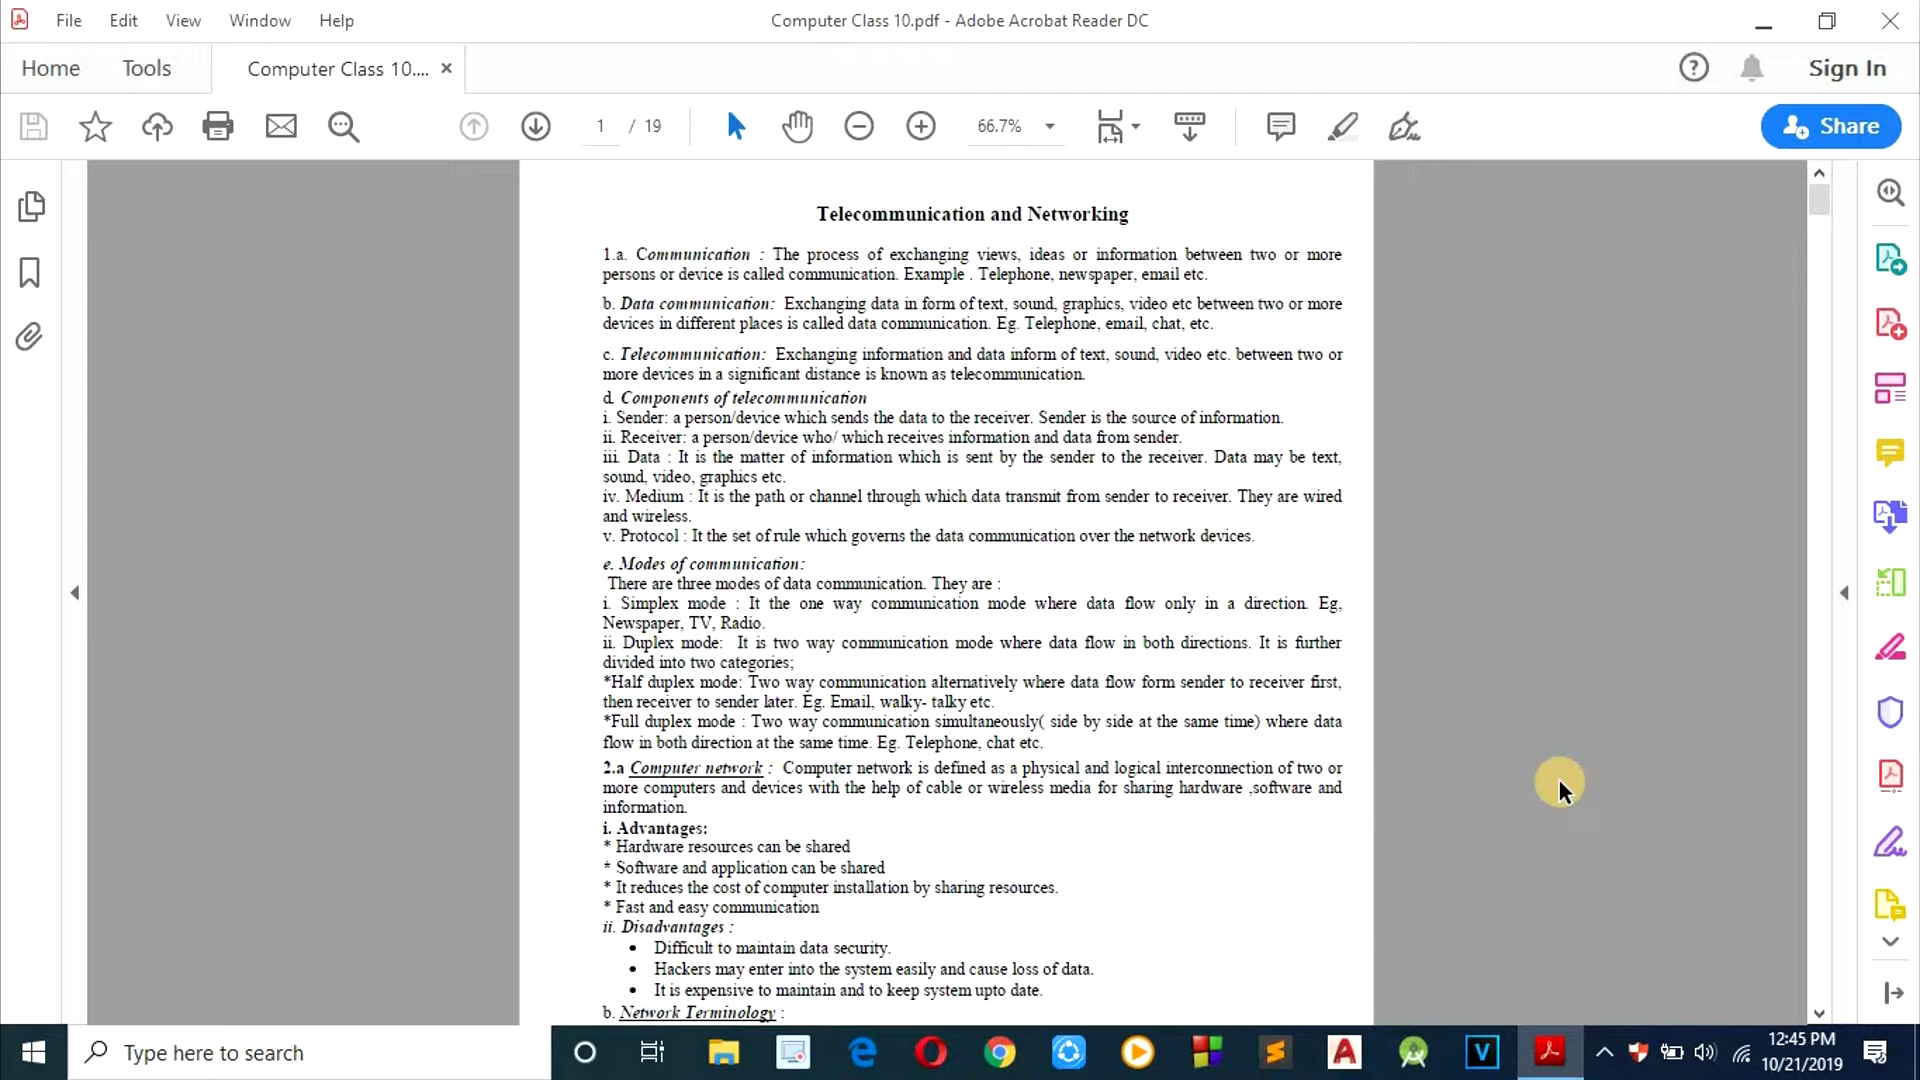 File Edit View Window Help
Computer Class 10.pdf - Adobe Acrobat Reader DC
Home Tools Computer Class 10.... × Sign In
1 / 19 66.7% Share
Telecommunication and Networking
1.a. Communication : The process of exchanging views, ideas or information between two or more
persons or device is called communication. Example . Telephone, newspaper, email etc.
b. Data communication: Exchanging data in form of text, sound, graphics, video etc between two or more
devices in different places is called data communication. Eg. Telephone, email, chat, etc.
c. Telecommunication: Exchanging information and data inform of text, sound, video etc. between two or
more devices in a significant distance is known as telecommunication.
d. Components of telecommunication
i. Sender: a person/device which sends the data to the receiver. Sender is the source of information.
ii. Receiver: a person/device who/ which receives information and data from sender.
iii. Data : It is the matter of information which is sent by the sender to the receiver. Data may be text,
sound, video, graphics etc.
iv. Medium : It is the path or channel through which data transmit from sender to receiver. They are wired
and wireless.
v. Protocol : It the set of rule which governs the data communication over the network devices.
e. Modes of communication:
There are three modes of data communication. They are :
i. Simplex mode : It the one way communication mode where data flow only in a direction. Eg,
Newspaper, TV, Radio.
ii. Duplex mode: It is two way communication mode where data flow in both directions. It is further
divided into two categories;
*Half duplex mode: Two way communication alternatively where data flow form sender to receiver first,
then receiver to sender later. Eg. Email, walky- talky etc.
*Full duplex mode : Two way communication simultaneously( side by side at the same time) where data
flow in both direction at the same time. Eg. Telephone, chat etc.
2.a Computer network : Computer network is defined as a physical and logical interconnection of two or
more computers and devices with the help of cable or wireless media for sharing hardware ,software and
information.
i. Advantages:
* Hardware resources can be shared
* Software and application can be shared
* It reduces the cost of computer installation by sharing resources.
* Fast and easy communication
ii. Disadvantages :
• Difficult to maintain data security.
• Hackers may enter into the system easily and cause loss of data.
• It is expensive to maintain and to keep system upto date.
b. Network Terminology :
Type here to search
12:45 PM
10/21/2019